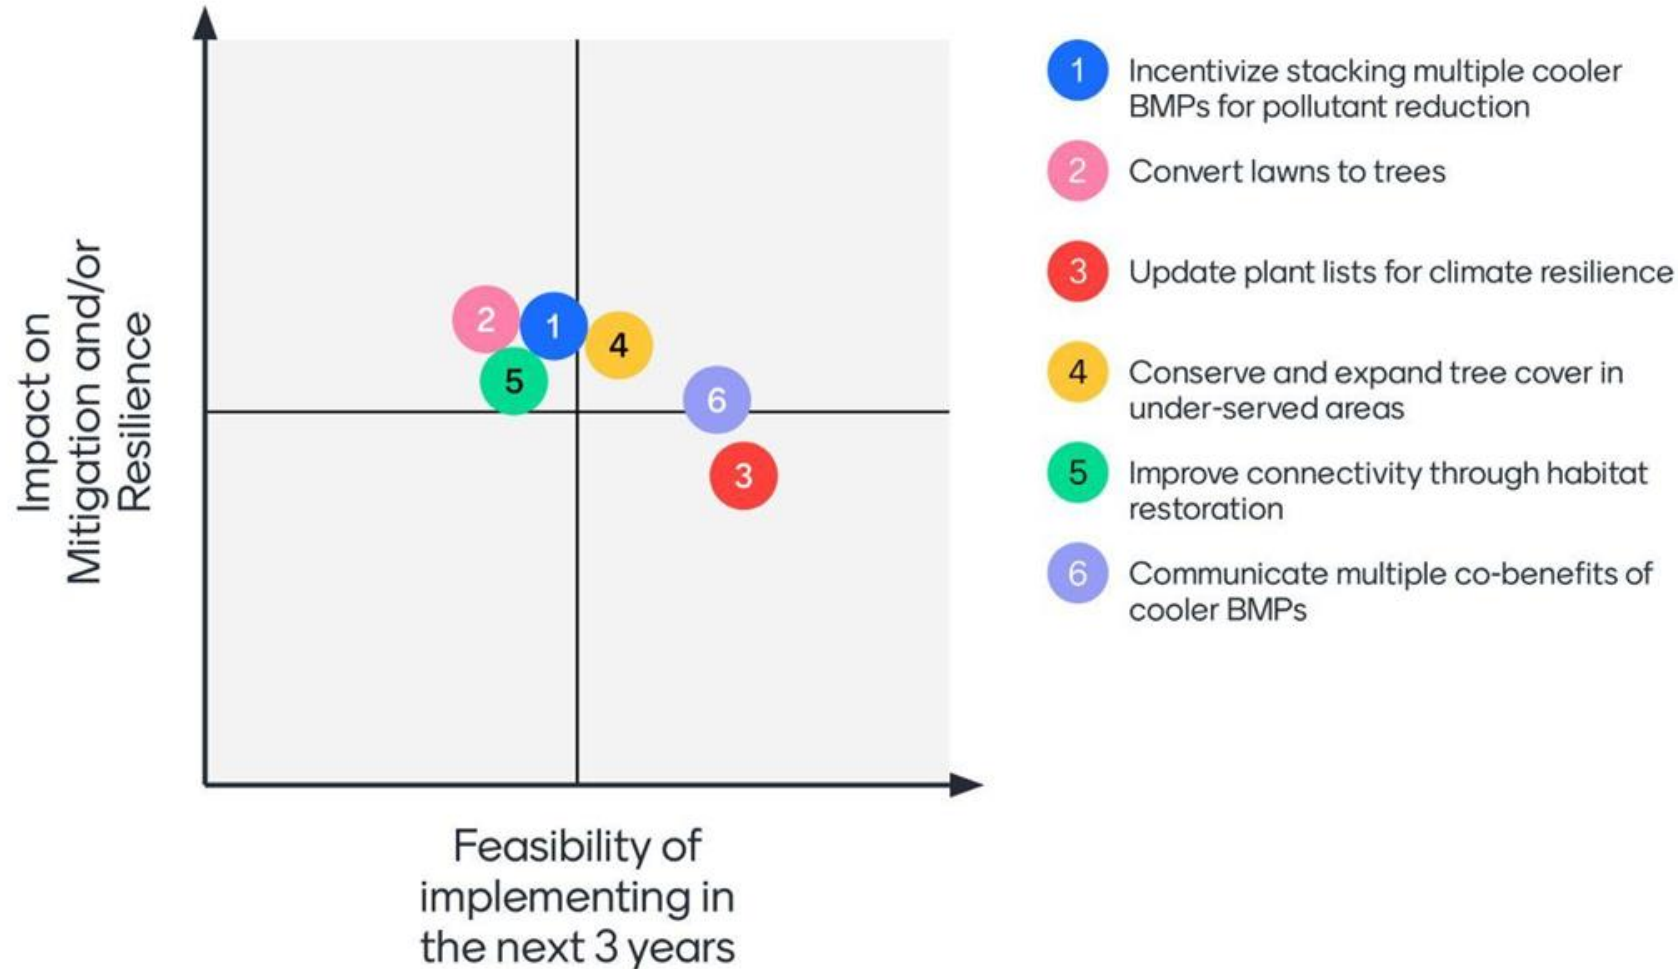 Impact on
Mitigation and/or
Resilience
2
1
4
5
6
3
Feasibility of
implementing in
the next 3 years
1 Incentivize stacking multiple cooler
BMPs for pollutant reduction
2 Convert lawns to trees
3 Update plant lists for climate resilience
4 Conserve and expand tree cover in
under-served areas
5 Improve connectivity through habitat
restoration
6 Communicate multiple co-benefits of
cooler BMPs